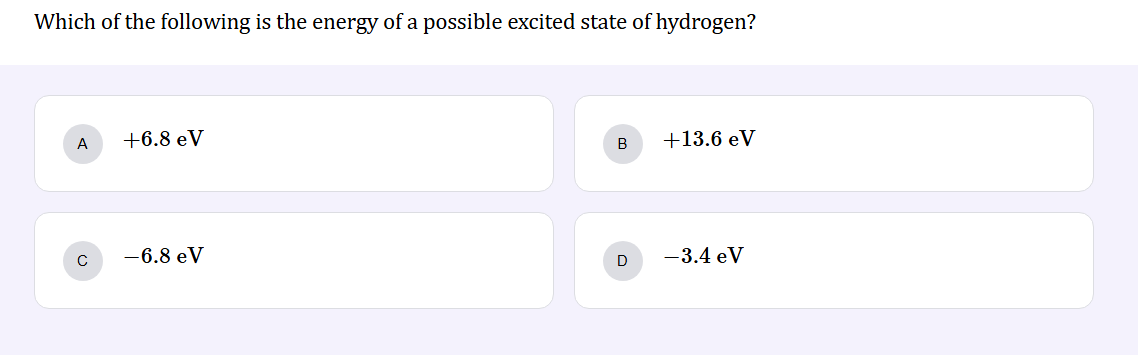 Which of the following is the energy of a possible excited state of hydrogen?
A +6.8 eV
B +13.6 eV
C −6.8 eV
D −3.4 eV